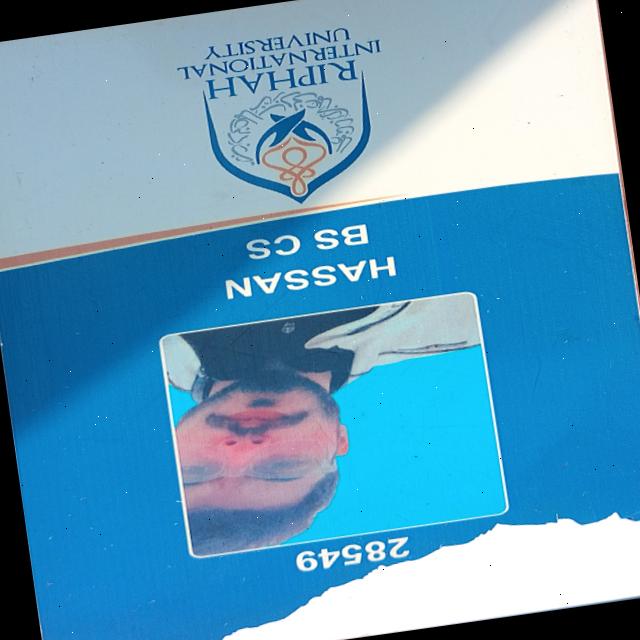 28549
HASSAN
BS CS
RIPHAH
INTERNATIONAL
UNIVERSITY